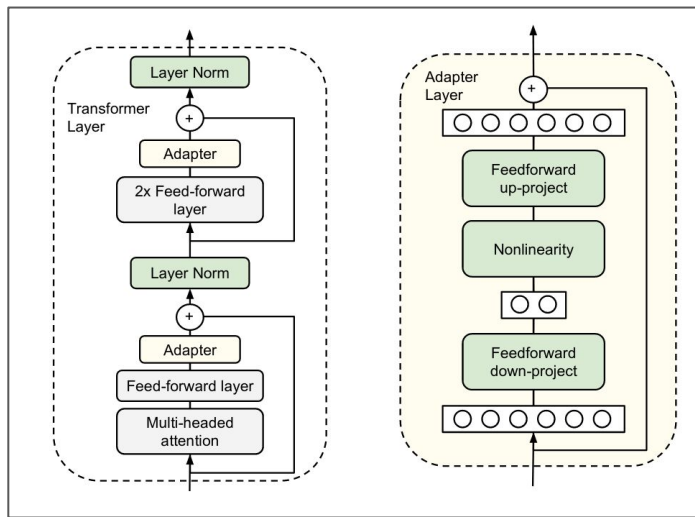 Layer Norm
Transformer
Layer
+
Adapter
2x Feed-forward
layer
Layer Norm
+
Adapter
Feed-forward layer
Multi-headed
attention
Adapter
Layer
+
Feedforward
up-project
Nonlinearity
Feedforward
down-project